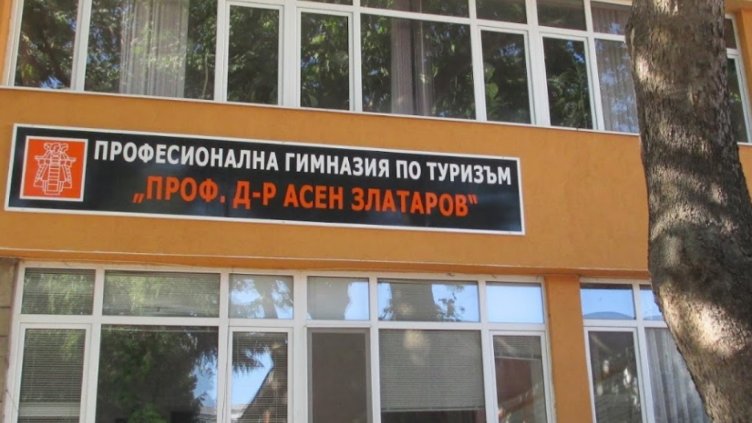 ПРОФЕСИОНАЛНА ГИМНАЗИЯ ПО ТУРИЗЪМ
„ПРОФ. Д-Р АСЕН ЗЛАТАРОВ“